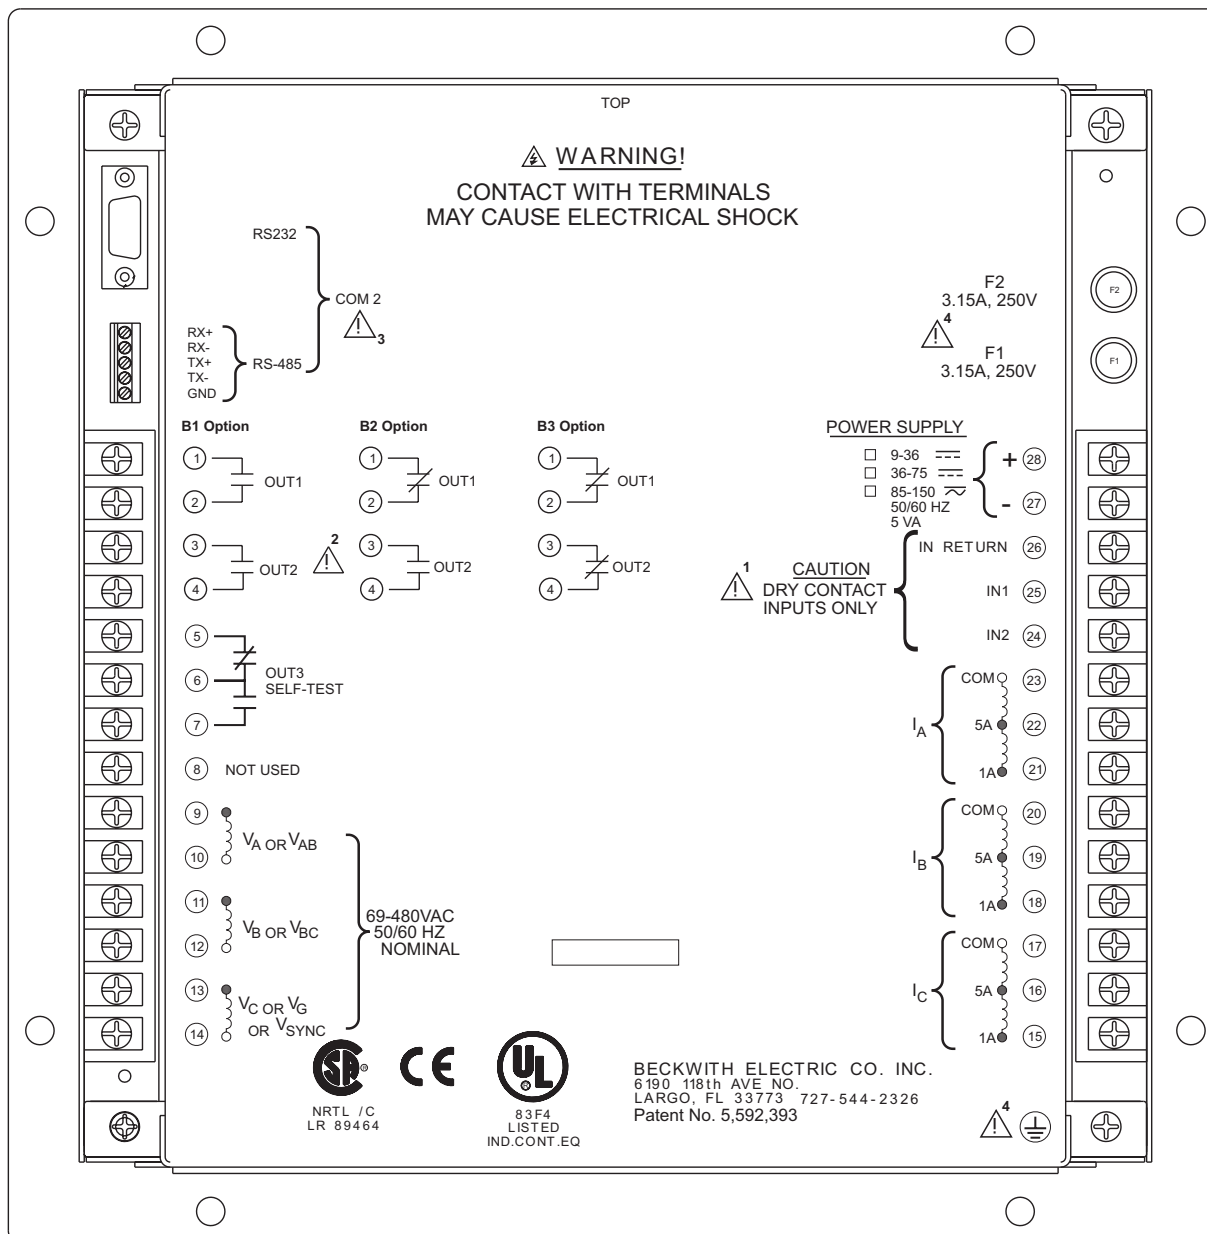 TOP
WARNING!
CONTACT WITH TERMINALS
MAY CAUSE ELECTRICAL SHOCK
RS232
COM 2
3
RX+
RX-
TX+
TX-
GND
RS-485
F2
3.15A, 250V
4
F1
3.15A, 250V
F2
F1
B1 Option
1
2
OUT1
3
4
OUT2
2
B2 Option
1
2
OUT1
3
4
OUT2
B3 Option
1
2
OUT1
3
4
OUT2
5
6
7
OUT3
SELF-TEST
8 NOT USED
9
10
VA OR VAB
11
12
VB OR VBC
13
14
VC OR VG
OR VSYNC
69-480VAC
50/60 HZ
NOMINAL
POWER SUPPLY
9-36
36-75
85-150
50/60 HZ
5 VA
+ 28
- 27
1
CAUTION
DRY CONTACT
INPUTS ONLY
IN RETURN 26
IN1 25
IN2 24
IA
COM 23
5A 22
1A 21
IB
COM 20
5A 19
1A 18
IC
COM 17
5A 16
1A 15
SA ®
NRTL /C
LR 89464
CE
UL ®
83F4
LISTED
IND.CONT.EQ
BECKWITH ELECTRIC CO. INC.
6190 118th AVE NO.
LARGO, FL 33773 727-544-2326
Patent No. 5,592,393
4